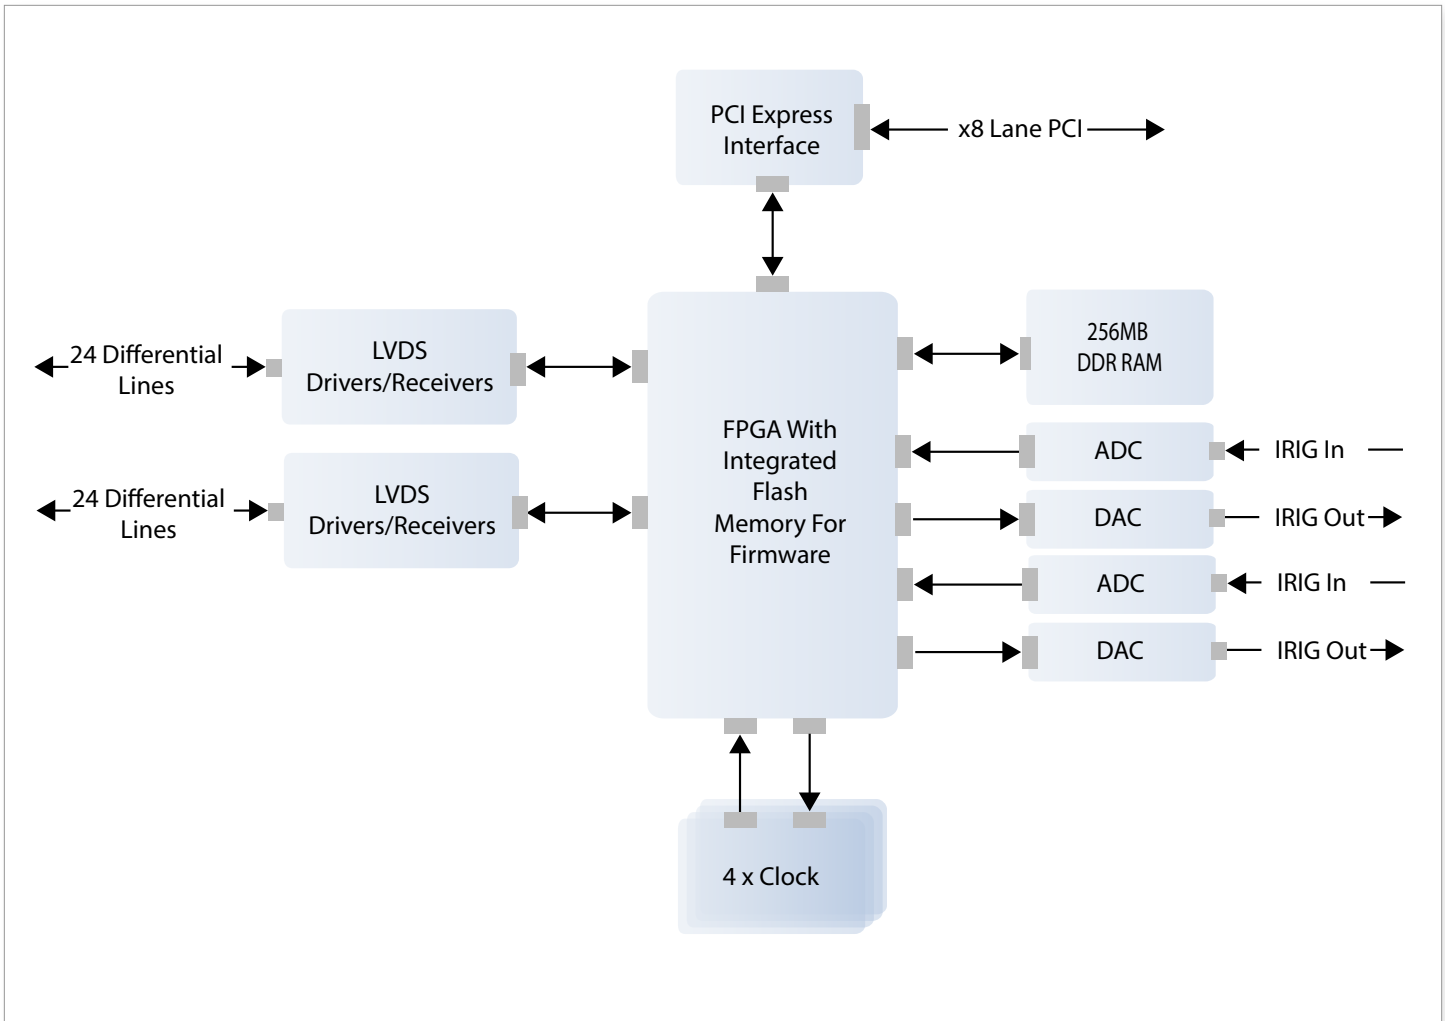 PCI Express
Interface
x8 Lane PCI
24 Differential
Lines
LVDS
Drivers/Receivers
24 Differential
Lines
LVDS
Drivers/Receivers
FPGA With
Integrated
Flash
Memory For
Firmware
256MB
DDR RAM
ADC
IRIG In
DAC
IRIG Out
ADC
IRIG In
DAC
IRIG Out
4 x Clock